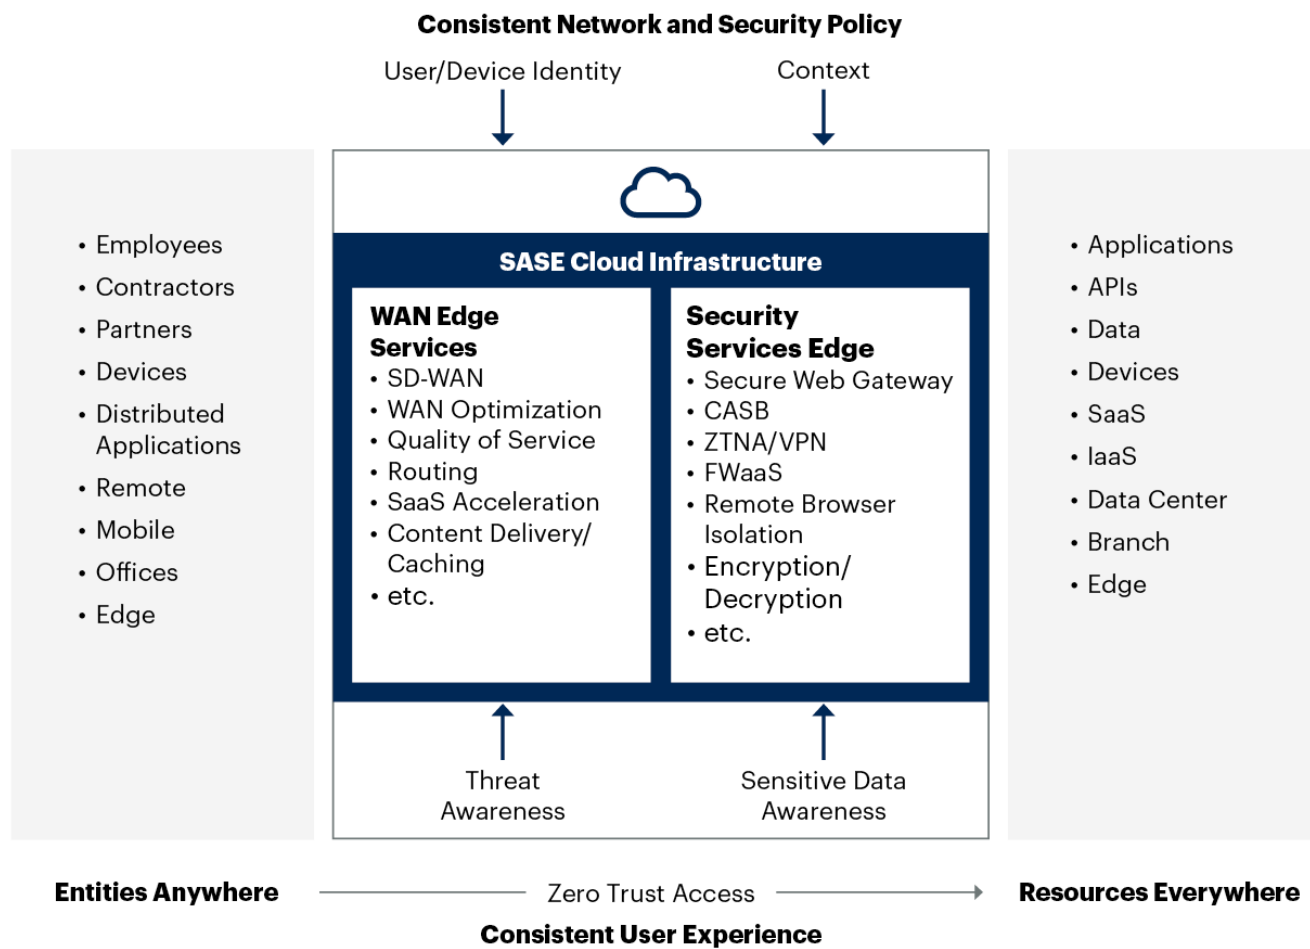 Consistent Network and Security Policy
User/Device Identity
Context
• Employees
• Contractors
• Partners
• Devices
• Distributed
Applications
• Remote
• Mobile
• Offices
• Edge
SASE Cloud Infrastructure
WAN Edge
Services
• SD-WAN
• WAN Optimization
• Quality of Service
• Routing
• SaaS Acceleration
• Content Delivery/
Caching
• etc.
Security
Services Edge
• Secure Web Gateway
• CASB
• ZTNA/VPN
• FWaaS
• Remote Browser
Isolation
• Encryption/
Decryption
• etc.
Threat
Awareness
Sensitive Data
Awareness
• Applications
• APIs
• Data
• Devices
• SaaS
• IaaS
• Data Center
• Branch
• Edge
Entities Anywhere
Zero Trust Access
Resources Everywhere
Consistent User Experience